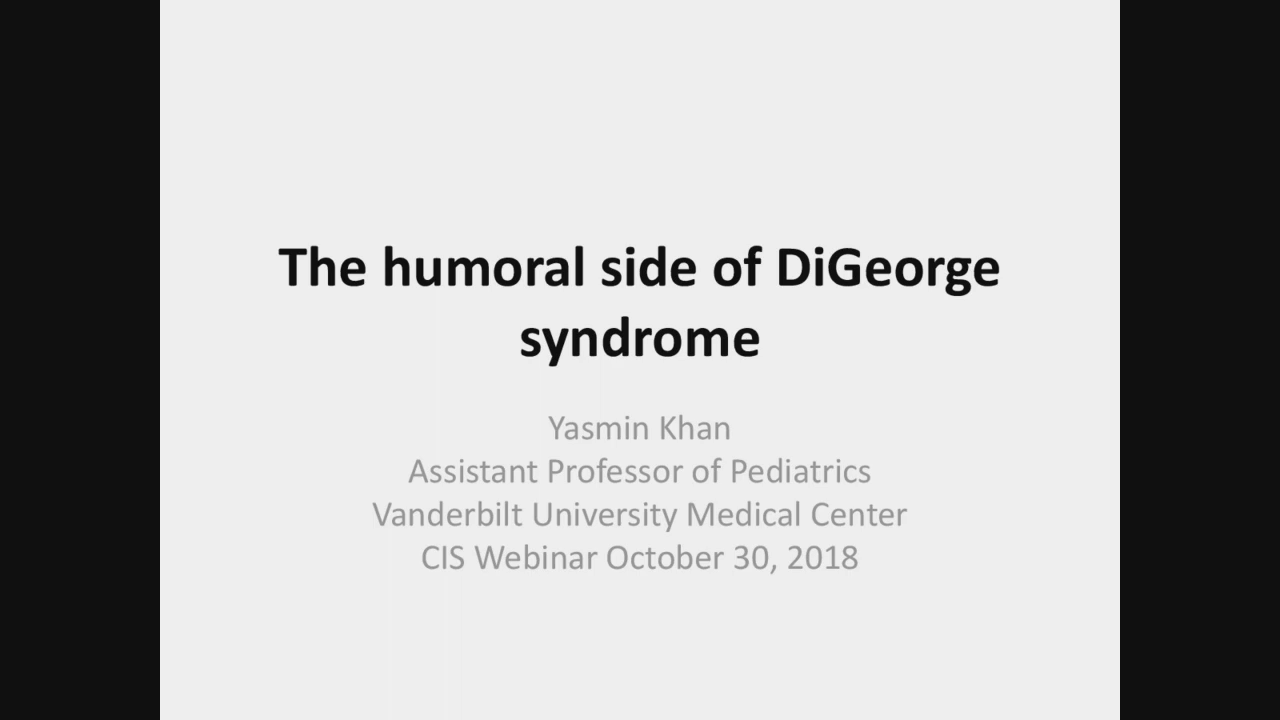 The humoral side of DiGeorge
syndrome
Yasmin Khan
Assistant Professor of Pediatrics
Vanderbilt University Medical Center
CIS Webinar October 30, 2018